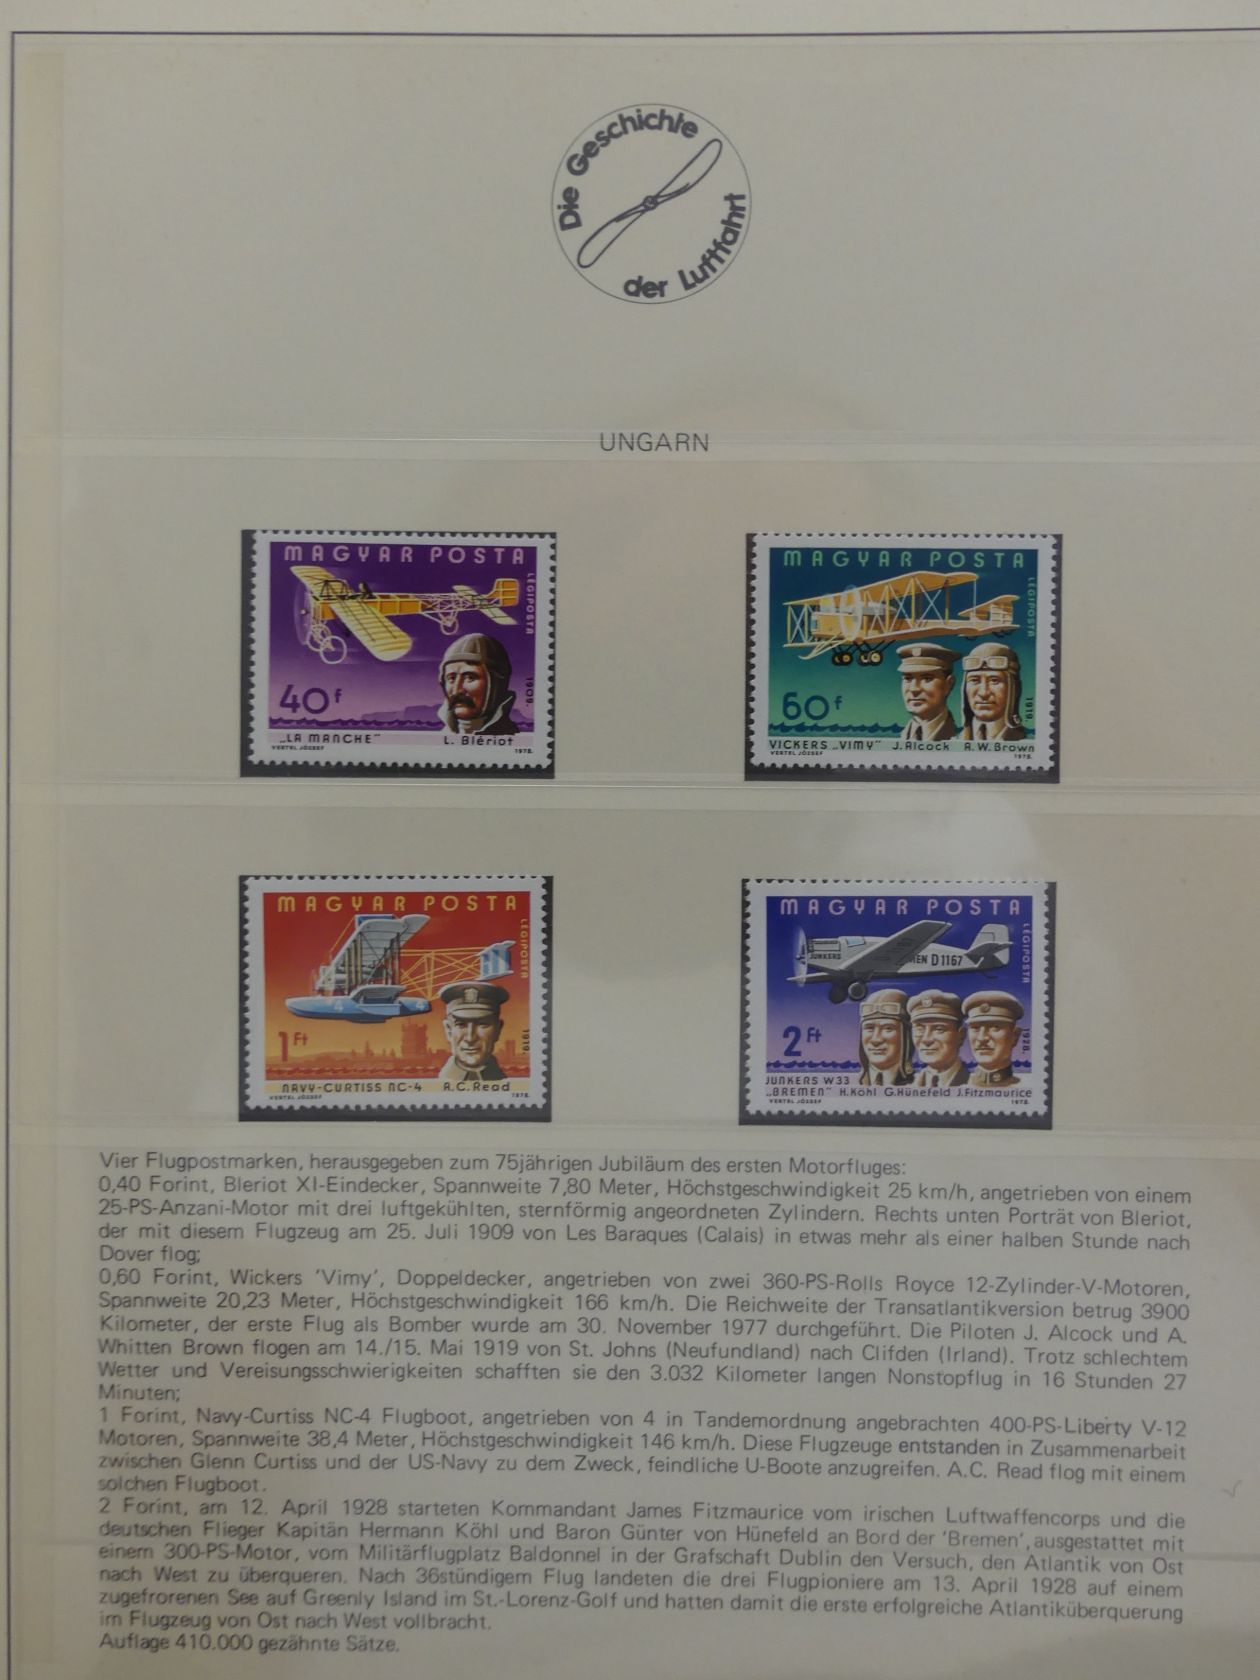 Die Geschichte
der Luftfahrt
UNGARN
MAGYAR POSTA
LÉGIPOSTA
1909.
40f
„LA MANCHE"
L. Blériot
VERTEL JÓZSEF
1978.
MAGYAR POSTA
LÉGIPOSTA
1919.
60f
VICKERS „VIMY" J. Alcock A.W. Brown
VERTEL JÓZSEF
1978.
MAGYAR POSTA
LÉGIPOSTA
4
4
1919.
1Ft
NAVY-CURTISS NC-4 A.C. Read
VERTEL JÓZSEF
1978.
MAGYAR POSTA
LÉGIPOSTA
JUNKERS
MEN D1167
1928.
2Ft
JUNKERS W33
„BREMEN" H. Köhl G. Hünefeld J. Fitzmaurice
VERTEL JÓZSEF
1978.
Vier Flugpostmarken, herausgegeben zum 75jährigen Jubiläum des ersten Motorfluges:
0,40 Forint, Bleriot XI-Eindecker, Spannweite 7,80 Meter, Höchstgeschwindigkeit 25 km/h, angetrieben von einem
25-PS-Anzani-Motor mit drei luftgekühlten, sternförmig angeordneten Zylindern. Rechts unten Porträt von Bleriot,
der mit diesem Flugzeug am 25. Juli 1909 von Les Baraques (Calais) in etwas mehr als einer halben Stunde nach
Dover flog;
0,60 Forint, Wickers 'Vimy', Doppeldecker, angetrieben von zwei 360-PS-Rolls Royce 12-Zylinder-V-Motoren,
Spannweite 20,23 Meter, Höchstgeschwindigkeit 166 km/h. Die Reichweite der Transatlantikversion betrug 3900
Kilometer, der erste Flug als Bomber wurde am 30. November 1977 durchgeführt. Die Piloten J. Alcock und A.
Whitten Brown flogen am 14./15. Mai 1919 von St. Johns (Neufundland) nach Clifden (Irland). Trotz schlechtem
Wetter und Vereisungsschwierigkeiten schafften sie den 3.032 Kilometer langen Nonstopflug in 16 Stunden 27
Minuten;
1 Forint, Navy-Curtiss NC-4 Flugboot, angetrieben von 4 in Tandemordnung angebrachten 400-PS-Liberty V-12
Motoren, Spannweite 38,4 Meter, Höchstgeschwindigkeit 146 km/h. Diese Flugzeuge entstanden in Zusammenarbeit
zwischen Glenn Curtiss und der US-Navy zu dem Zweck, feindliche U-Boote anzugreifen. A.C. Read flog mit einem
solchen Flugboot.
2 Forint, am 12. April 1928 starteten Kommandant James Fitzmaurice vom irischen Luftwaffencorps und die
deutschen Flieger Kapitän Hermann Köhl und Baron Günter von Hünefeld an Bord der 'Bremen', ausgestattet mit
einem 300-PS-Motor, vom Militärflugplatz Baldonnel in der Grafschaft Dublin den Versuch, den Atlantik von Ost
nach West zu überqueren. Nach 36stündigem Flug landeten die drei Flugpioniere am 13. April 1928 auf einem
zugefrorenen See auf Greenly Island im St.-Lorenz-Golf und hatten damit die erste erfolgreiche Atlantiküberquerung
im Flugzeug von Ost nach West vollbracht.
Auflage 410.000 gezähnte Sätze.